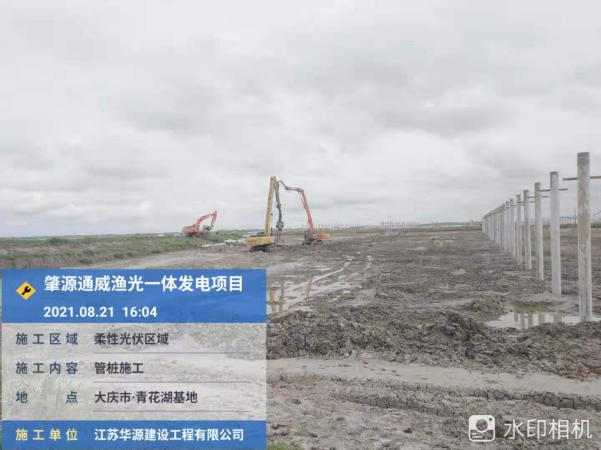 肇源通威渔光一体发电项目
2021.08.21 16:04
施工区域 柔性光伏区域
施工内容 管桩施工
地点 大庆市·青花湖基地
施工单位 江苏华源建设工程有限公司
水印相机